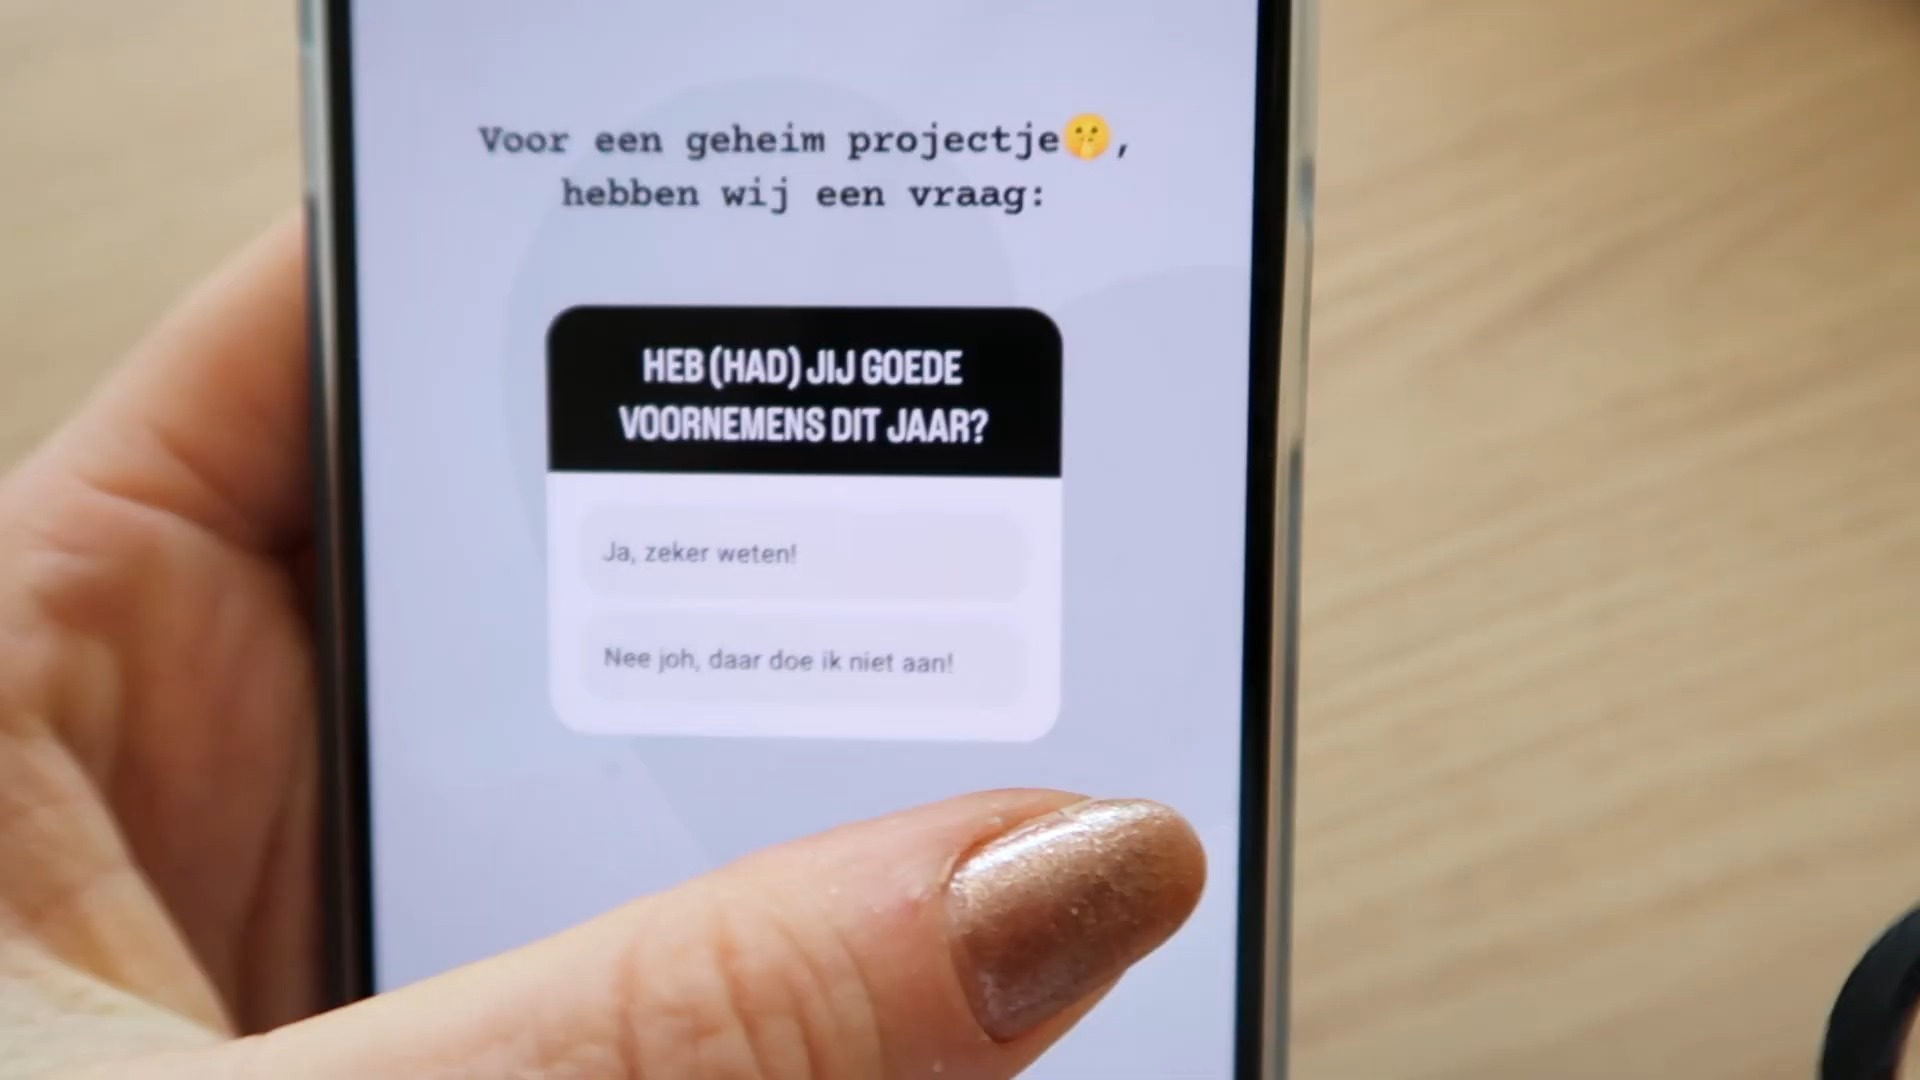 Voor een geheim projectje🤫,
hebben wij een vraag:
HEB (HAD) JIJ GOEDE
VOORNEMENS DIT JAAR?
Ja, zeker weten!
Nee joh, daar doe ik niet aan!